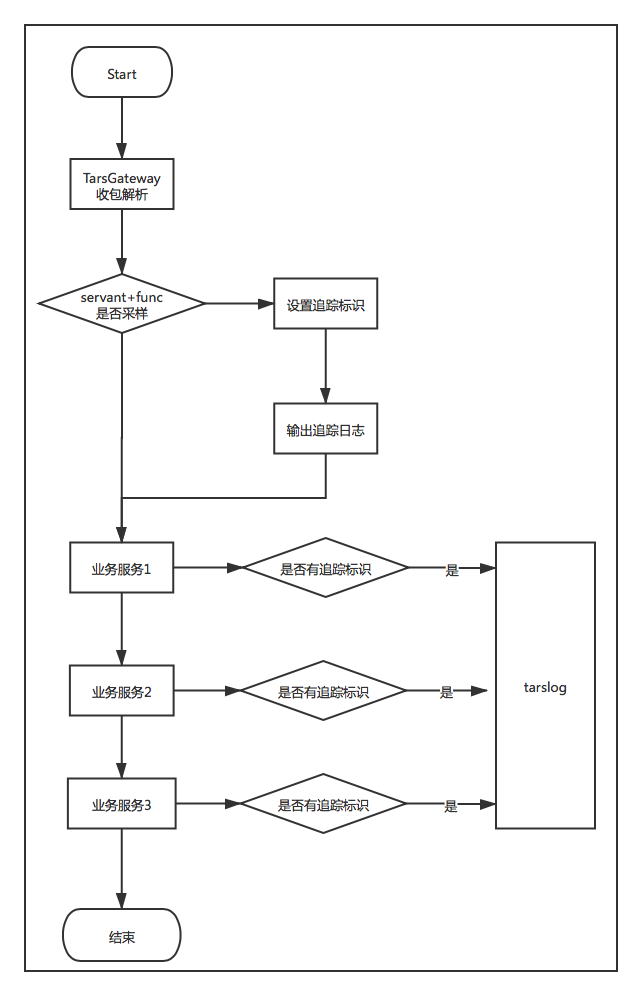 Start
TarsGateway
收包解析
servant+func
是否采样
设置追踪标识
输出追踪日志
业务服务1
是否有追踪标识
是
业务服务2
是否有追踪标识
是
tarslog
业务服务3
是否有追踪标识
是
结束